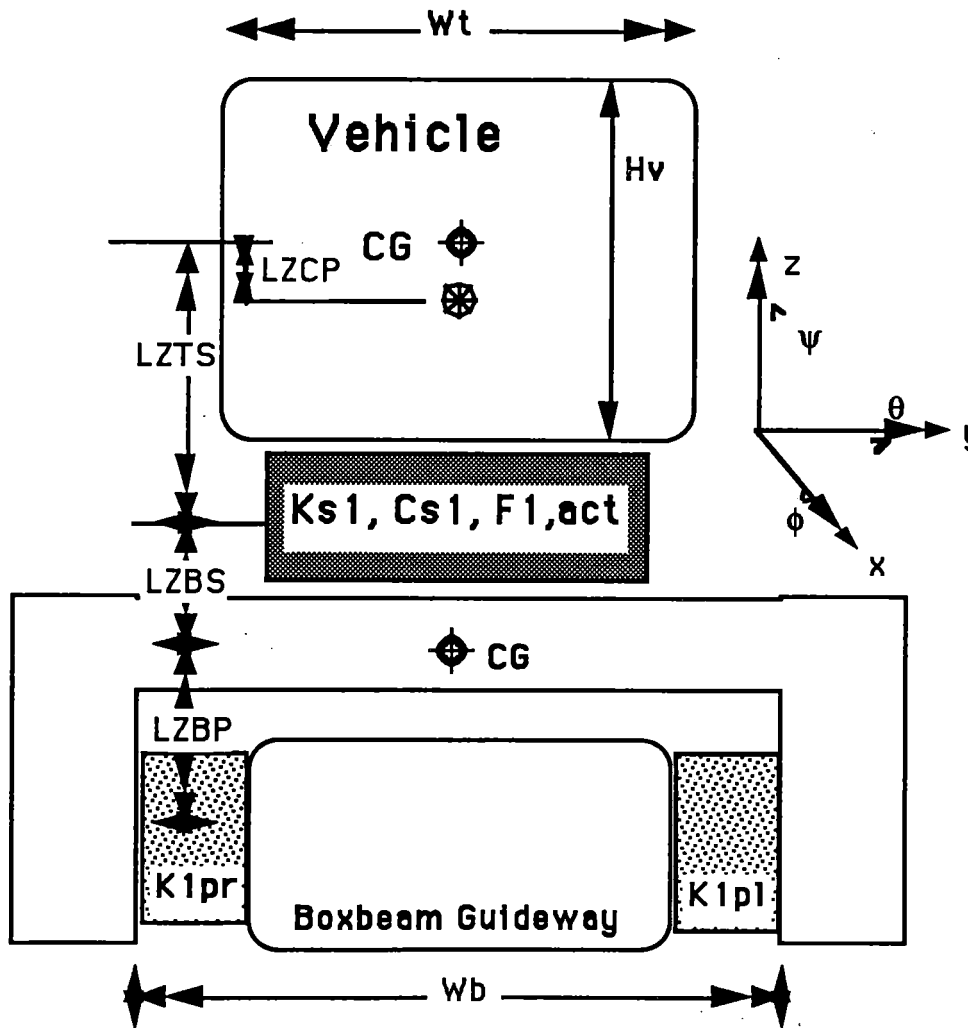 Wt
Vehicle
Hv
CG
LZCP
LZTS
z
ψ
θ
y
ϕ
x
Ks1, Cs1, F1,act
LZBS
CG
LZBP
K1pr
K1pl
Boxbeam Guideway
Wb